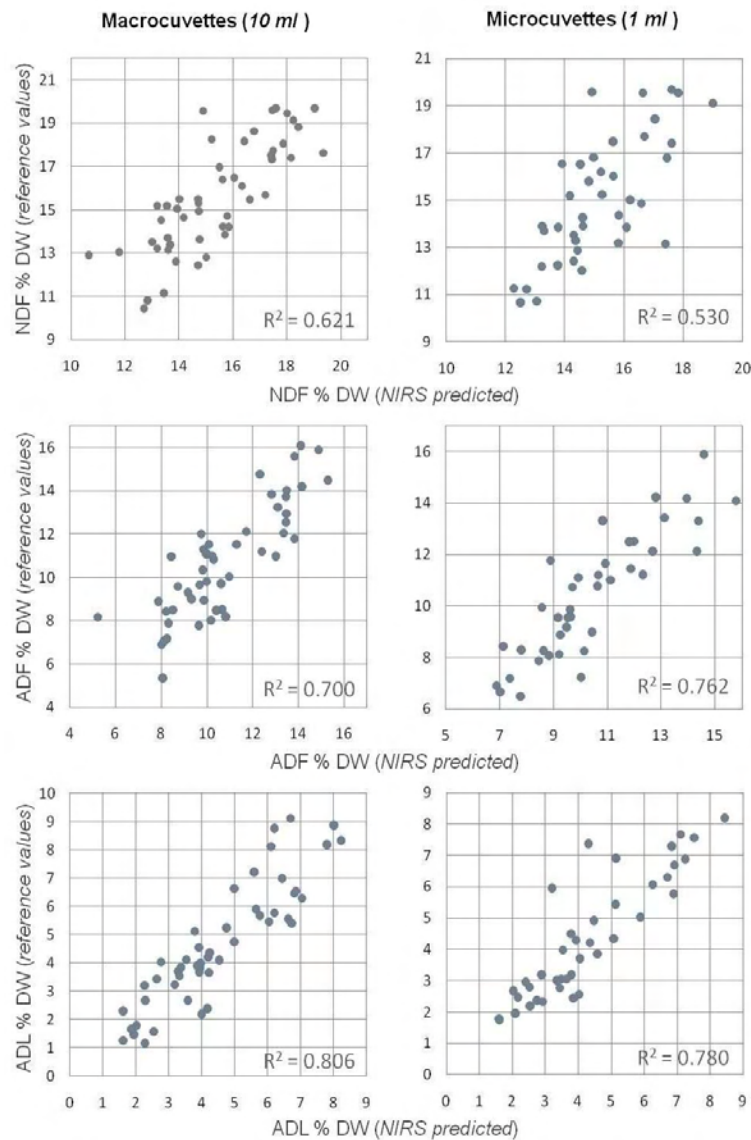 Macrocuvettes (10 ml )
Microcuvettes (1 ml )
NDF % DW (reference values)
21
19
17
15
13
11
9
R² = 0.621
10 12 14 16 18 20
21
19
17
15
13
11
9
R² = 0.530
10 12 14 16 18 20
NDF % DW (NIRS predicted)
ADF % DW (reference values)
16
14
12
10
8
6
4
R² = 0.700
4 6 8 10 12 14 16
16
14
12
10
8
6
R² = 0.762
5 7 9 11 13 15
ADF % DW (NIRS predicted)
ADL % DW (reference values)
10
9
8
7
6
5
4
3
2
1
0
R² = 0.806
0 1 2 3 4 5 6 7 8 9
9
8
7
6
5
4
3
2
1
0
R² = 0.780
0 1 2 3 4 5 6 7 8 9
ADL % DW (NIRS predicted)